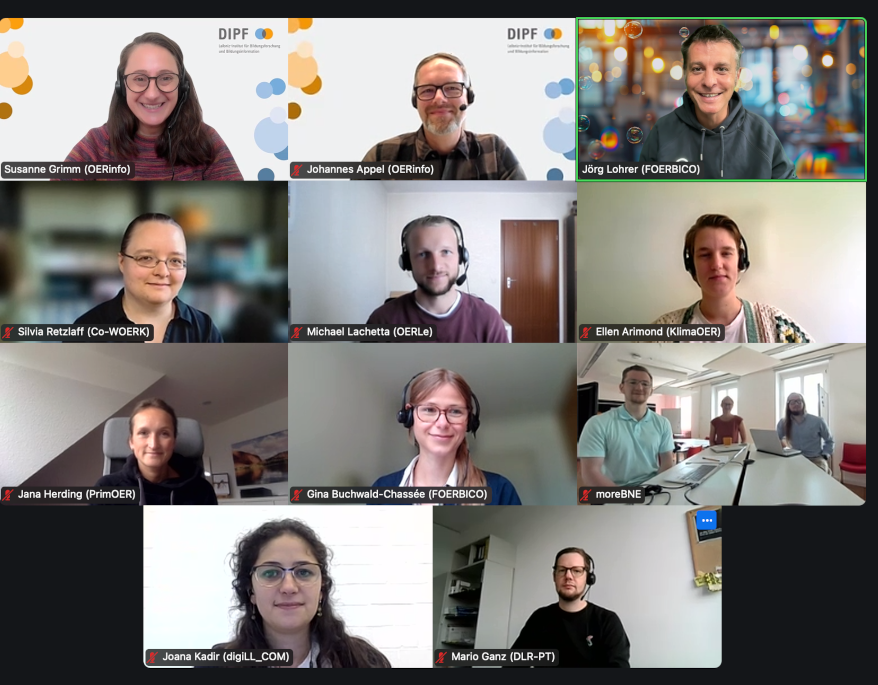 DIPF
Leibniz-Institut für Bildungsforschung
und Bildungsinformation
DIPF
Leibniz-Institut für Bildungsforschung
und Bildungsinformation
Susanne Grimm (OERinfo)
Johannes Appel (OERinfo)
Jörg Lohrer (FOERBICO)
Silvia Retzlaff (Co-WOERK)
Michael Lachetta (OERLe)
Ellen Arimond (KlimaOER)
Jana Herding (PrimOER)
Gina Buchwald-Chassée (FOERBICO)
moreBNE
Joana Kadir (digiLL_COM)
Mario Ganz (DLR-PT)